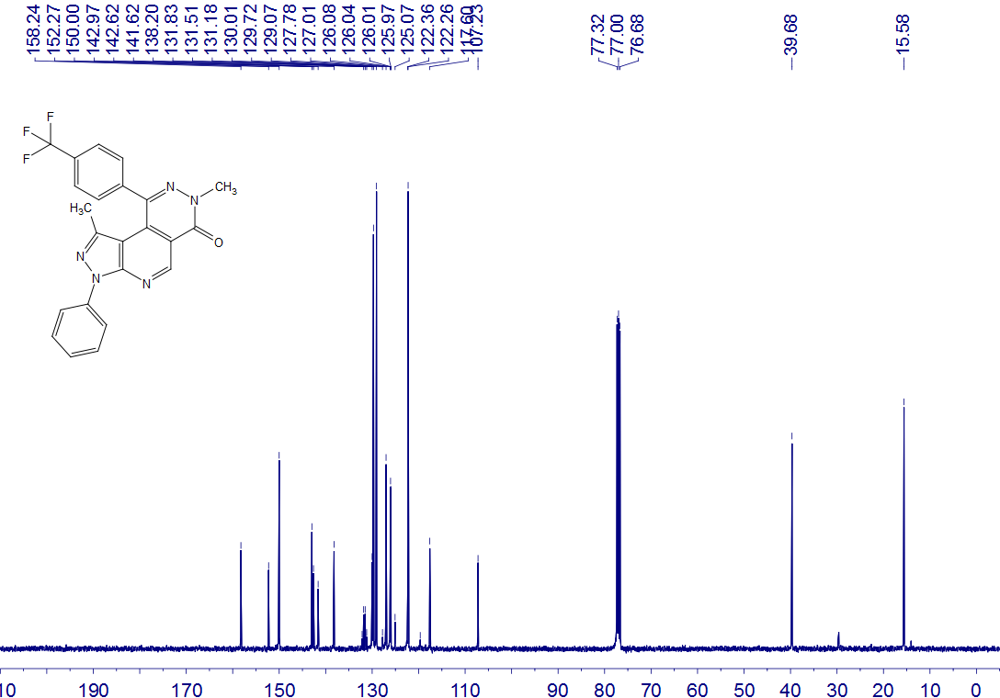 158.24
152.27
150.00
142.97
142.62
141.62
138.20
131.83
131.51
131.18
130.01
129.72
129.07
127.78
127.01
126.08
126.04
126.01
125.97
125.07
122.36
122.26
117.60
107.23
77.32
77.00
76.68
39.68
15.58
F
F
F
N
N
CH3
O
H3C
N
N
N
10 190 170 150 130 110 90 80 70 60 50 40 30 20 10 0